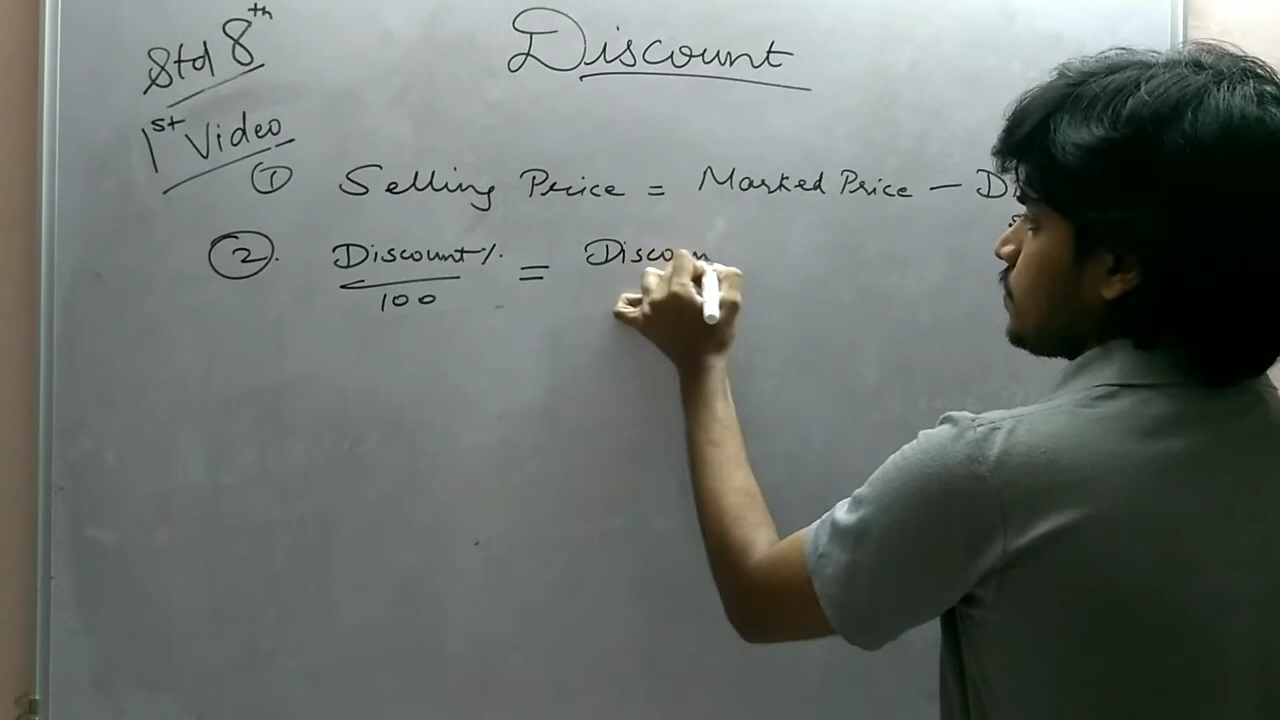 Std 8th
Discount
1st Video
① Selling Price = Marked Price –
②. Discount%
100
=